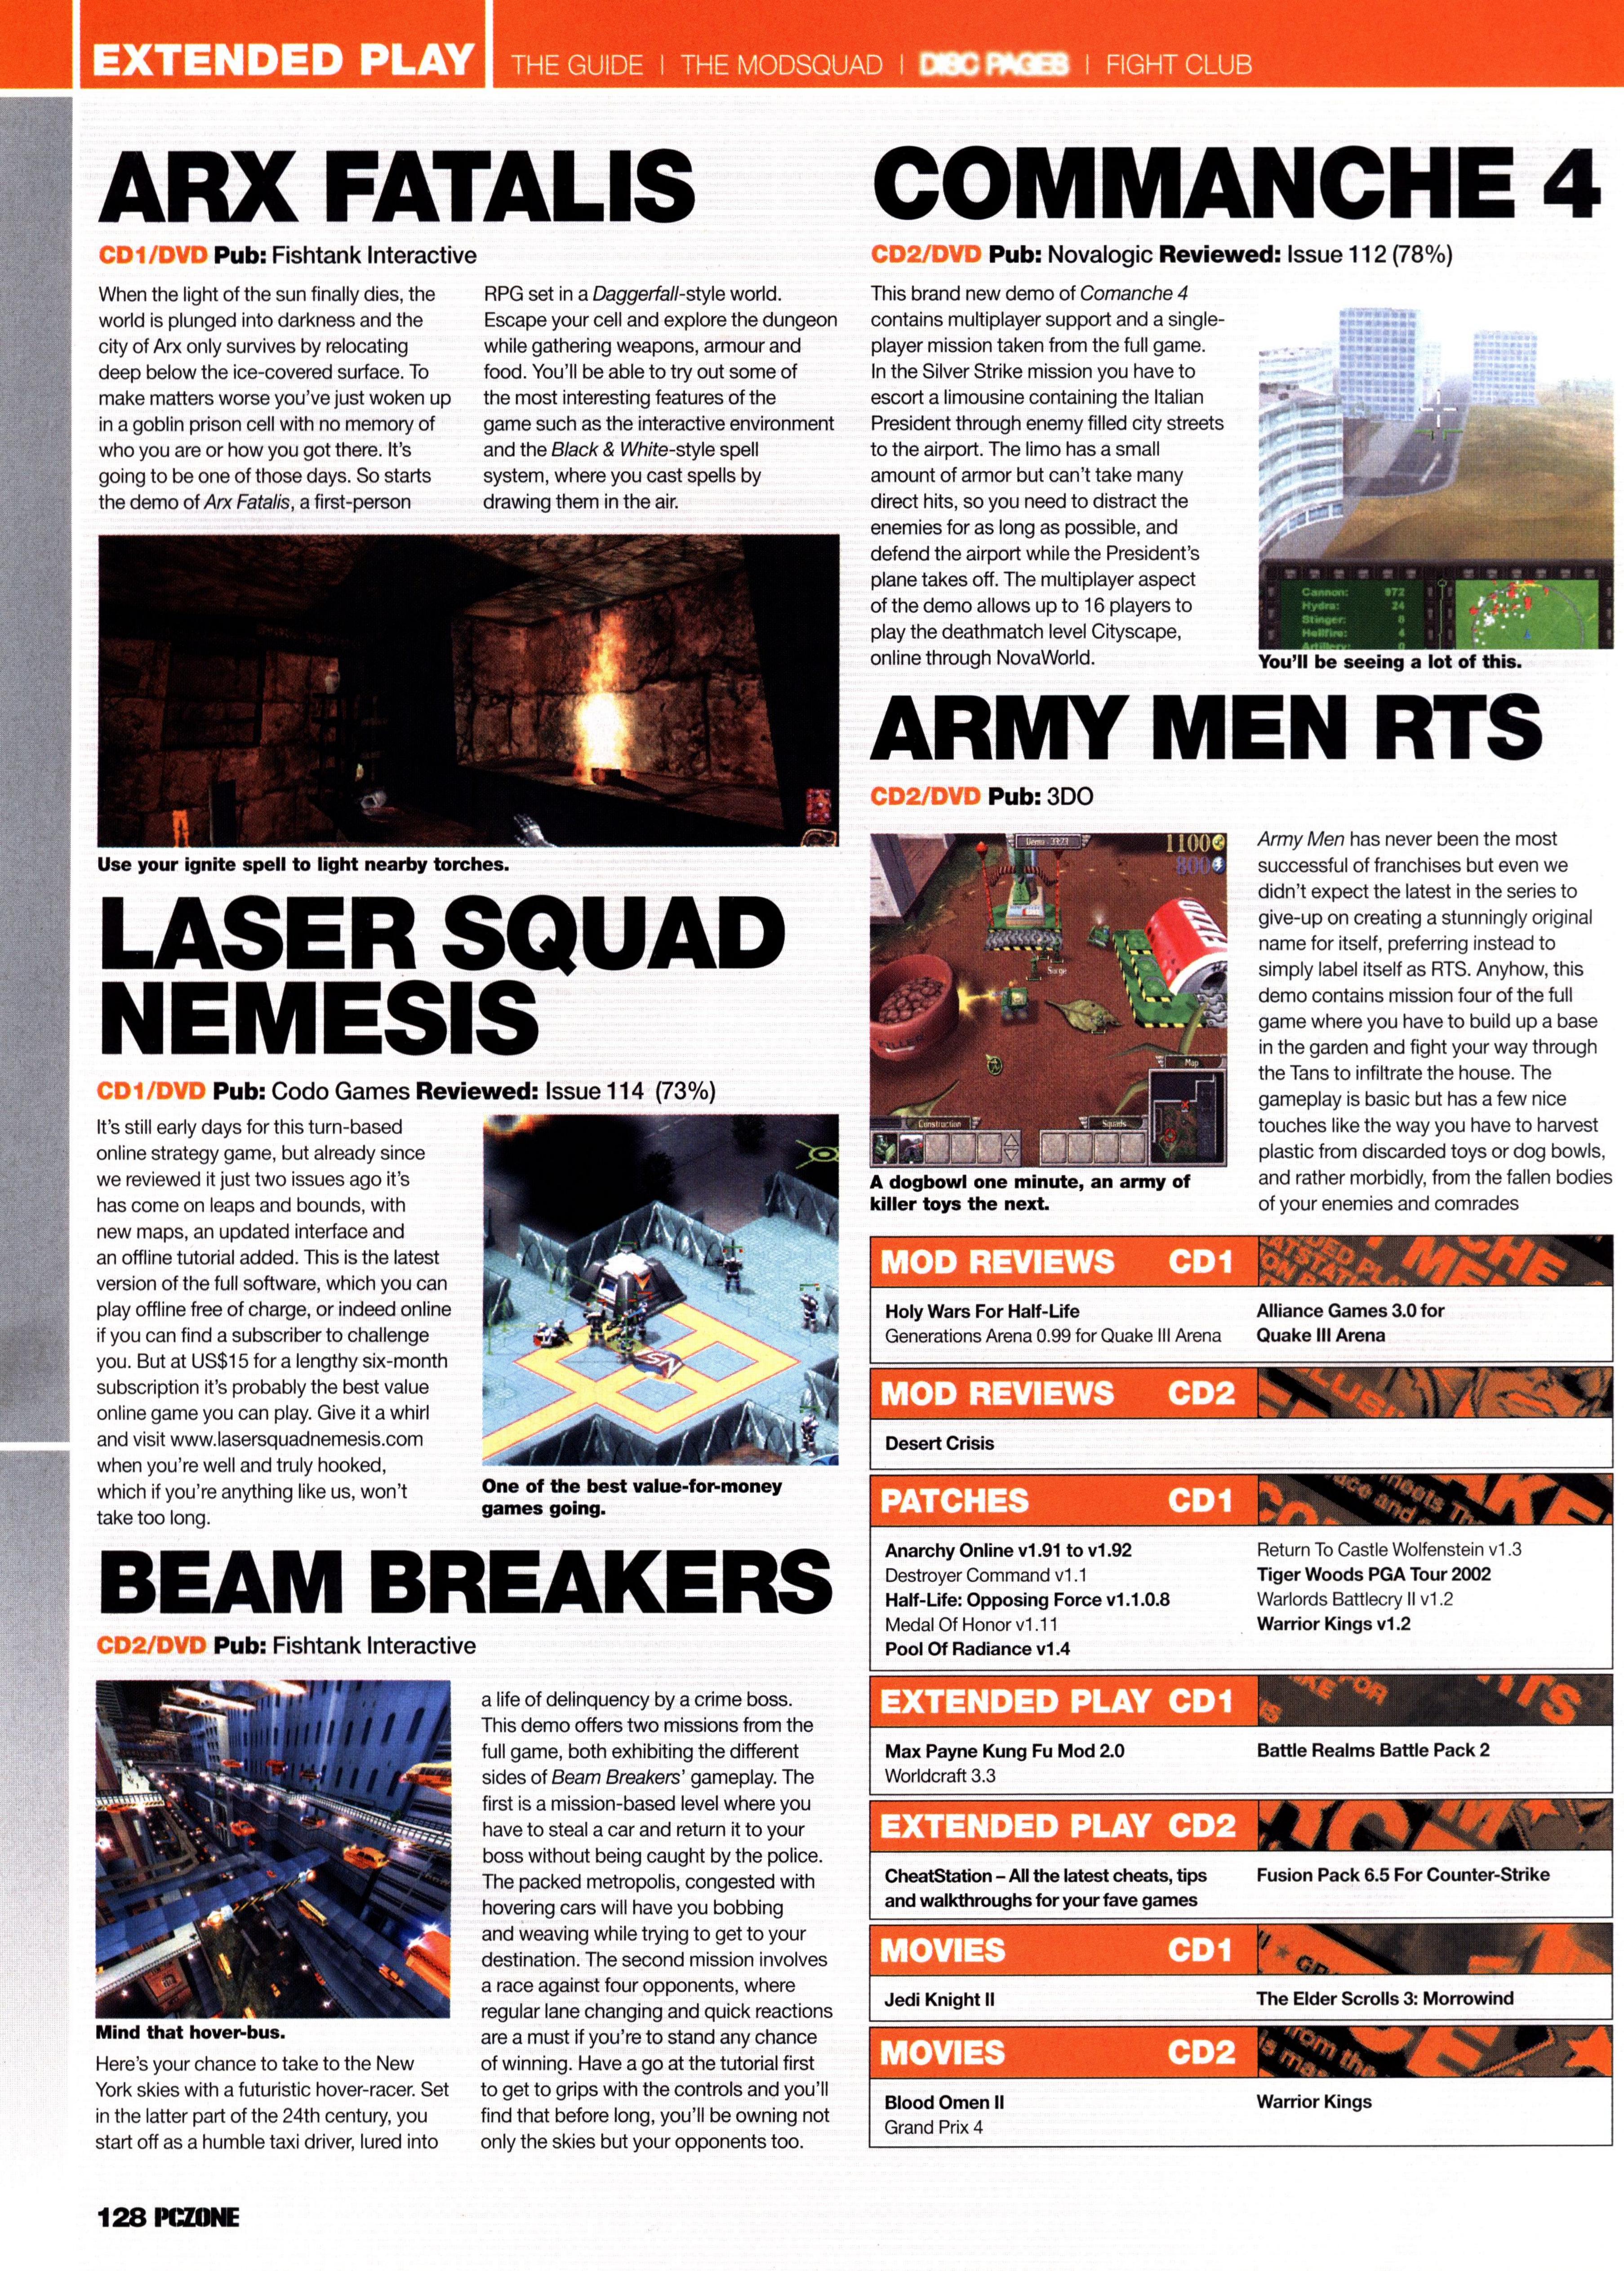 EXTENDED PLAY
THE GUIDE | THE MODSQUAD | DISC PAGES | FIGHT CLUB
ARX FATALIS
CD1/DVD Pub: Fishtank Interactive
When the light of the sun finally dies, the
world is plunged into darkness and the
city of Arx only survives by relocating
deep below the ice-covered surface. To
make matters worse you've just woken up
in a goblin prison cell with no memory of
who you are or how you got there. It's
going to be one of those days. So starts
the demo of Arx Fatalis, a first-person
RPG set in a Daggerfall-style world.
Escape your cell and explore the dungeon
while gathering weapons, armour and
food. You'll be able to try out some of
the most interesting features of the
game such as the interactive environment
and the Black & White-style spell
system, where you cast spells by
drawing them in the air.
Use your ignite spell to light nearby torches.
LASER SQUAD
NEMESIS
CD1/DVD Pub: Codo Games Reviewed: Issue 114 (73%)
It's still early days for this turn-based
online strategy game, but already since
we reviewed it just two issues ago it's
has come on leaps and bounds, with
new maps, an updated interface and
an offline tutorial added. This is the latest
version of the full software, which you can
play offline free of charge, or indeed online
if you can find a subscriber to challenge
you. But at US$15 for a lengthy six-month
subscription it's probably the best value
online game you can play. Give it a whirl
and visit www.lasersquadnemesis.com
when you're well and truly hooked,
which if you're anything like us, won't
take too long.
One of the best value-for-money
games going.
BEAM BREAKERS
CD2/DVD Pub: Fishtank Interactive
Mind that hover-bus.
Here's your chance to take to the New
York skies with a futuristic hover-racer. Set
in the latter part of the 24th century, you
start off as a humble taxi driver, lured into
a life of delinquency by a crime boss.
This demo offers two missions from the
full game, both exhibiting the different
sides of Beam Breakers' gameplay. The
first is a mission-based level where you
have to steal a car and return it to your
boss without being caught by the police.
The packed metropolis, congested with
hovering cars will have you bobbing
and weaving while trying to get to your
destination. The second mission involves
a race against four opponents, where
regular lane changing and quick reactions
are a must if you're to stand any chance
of winning. Have a go at the tutorial first
to get to grips with the controls and you'll
find that before long, you'll be owning not
only the skies but your opponents too.
COMMANCHE 4
CD2/DVD Pub: Novalogic Reviewed: Issue 112 (78%)
This brand new demo of Comanche 4
contains multiplayer support and a single-
player mission taken from the full game.
In the Silver Strike mission you have to
escort a limousine containing the Italian
President through enemy filled city streets
to the airport. The limo has a small
amount of armor but can't take many
direct hits, so you need to distract the
enemies for as long as possible, and
defend the airport while the President's
plane takes off. The multiplayer aspect
of the demo allows up to 16 players to
play the deathmatch level Cityscape,
online through NovaWorld.
Cannon: 972
Hydra: 24
Stinger: 8
Hellfire: 4
Artillery: 0
You'll be seeing a lot of this.
ARMY MEN RTS
CD2/DVD Pub: 3DO
1100
800
Sarge
KILLER
Map
Construction
Squads
A dogbowl one minute, an army of
killer toys the next.
Army Men has never been the most
successful of franchises but even we
didn't expect the latest in the series to
give-up on creating a stunningly original
name for itself, preferring instead to
simply label itself as RTS. Anyhow, this
demo contains mission four of the full
game where you have to build up a base
in the garden and fight your way through
the Tans to infiltrate the house. The
gameplay is basic but has a few nice
touches like the way you have to harvest
plastic from discarded toys or dog bowls,
and rather morbidly, from the fallen bodies
of your enemies and comrades
MOD REVIEWS CD1
Holy Wars For Half-Life
Generations Arena 0.99 for Quake III Arena
Alliance Games 3.0 for
Quake III Arena
MOD REVIEWS CD2
Desert Crisis
PATCHES CD1
Anarchy Online v1.91 to v1.92
Destroyer Command v1.1
Half-Life: Opposing Force v1.1.0.8
Medal Of Honor v1.11
Pool Of Radiance v1.4
Return To Castle Wolfenstein v1.3
Tiger Woods PGA Tour 2002
Warlords Battlecry II v1.2
Warrior Kings v1.2
EXTENDED PLAY CD1
Max Payne Kung Fu Mod 2.0
Worldcraft 3.3
Battle Realms Battle Pack 2
EXTENDED PLAY CD2
CheatStation – All the latest cheats, tips
and walkthroughs for your fave games
Fusion Pack 6.5 For Counter-Strike
MOVIES CD1
Jedi Knight II
The Elder Scrolls 3: Morrowind
MOVIES CD2
Blood Omen II
Grand Prix 4
Warrior Kings
128 PCZONE